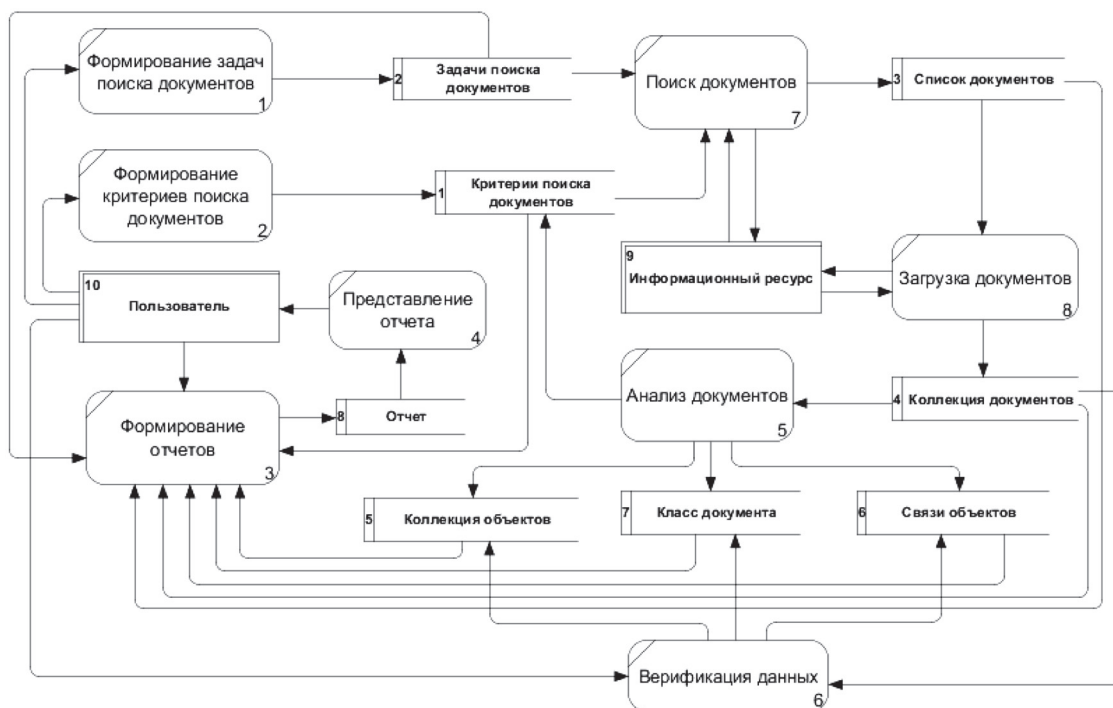 Формирование задач
поиска документов
1
2
Задачи поиска
документов
Поиск документов
7
3
Список документов
Формирование
критериев поиска
документов
2
1
Критерии поиска
документов
9
Информационный ресурс
Загрузка документов
8
10
Пользователь
Представление
отчета
4
Формирование
отчетов
3
8
Отчет
Анализ документов
5
4
Коллекция документов
5
Коллекция объектов
7
Класс документа
6
Связи объектов
Верификация данных
6